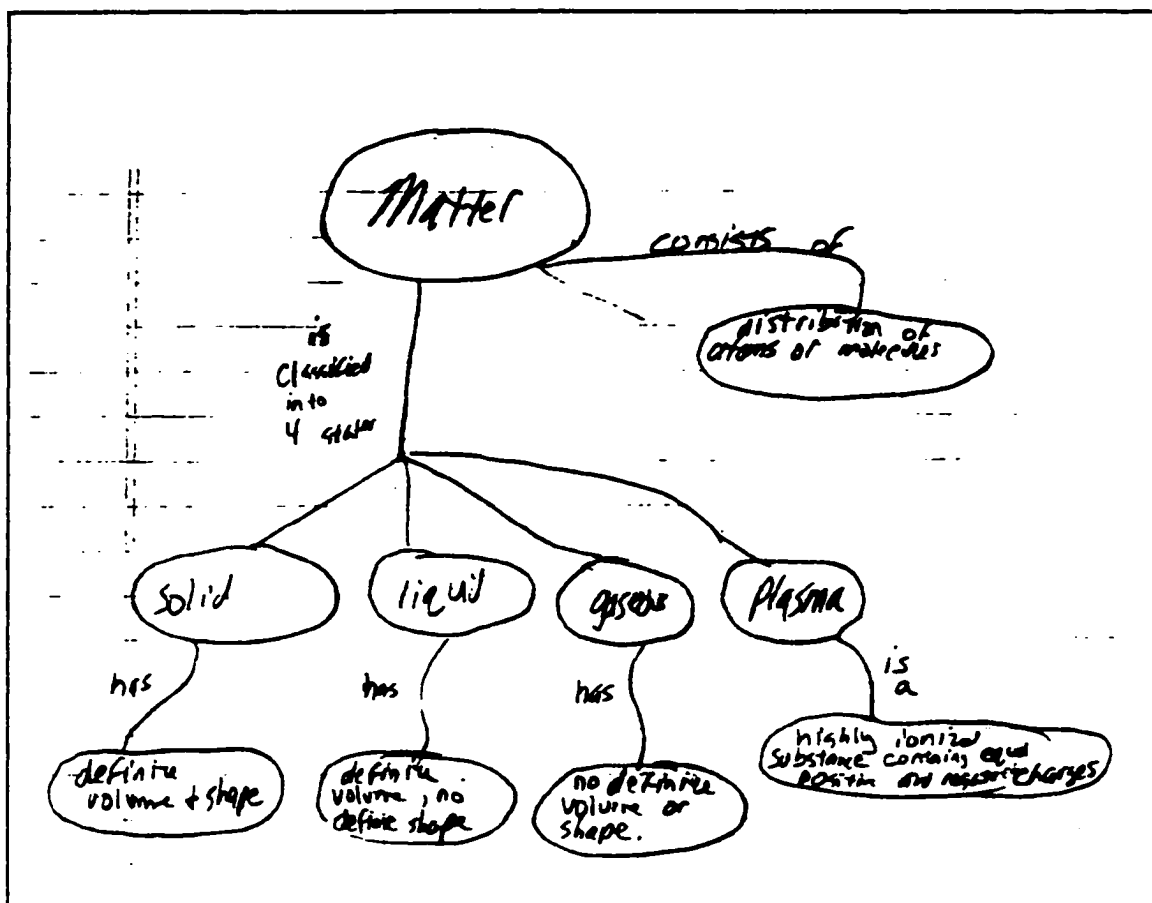 Matter
consists of
distribution of
atoms or molecules
is
classified
into
4 states
solid
liquid
gaseous
Plasma
has
has
has
is
a
definite
volume + shape
definite
volume, no
definite shape
no definite
volume or
shape.
highly ionized
substance containing equal
positive and negative charges